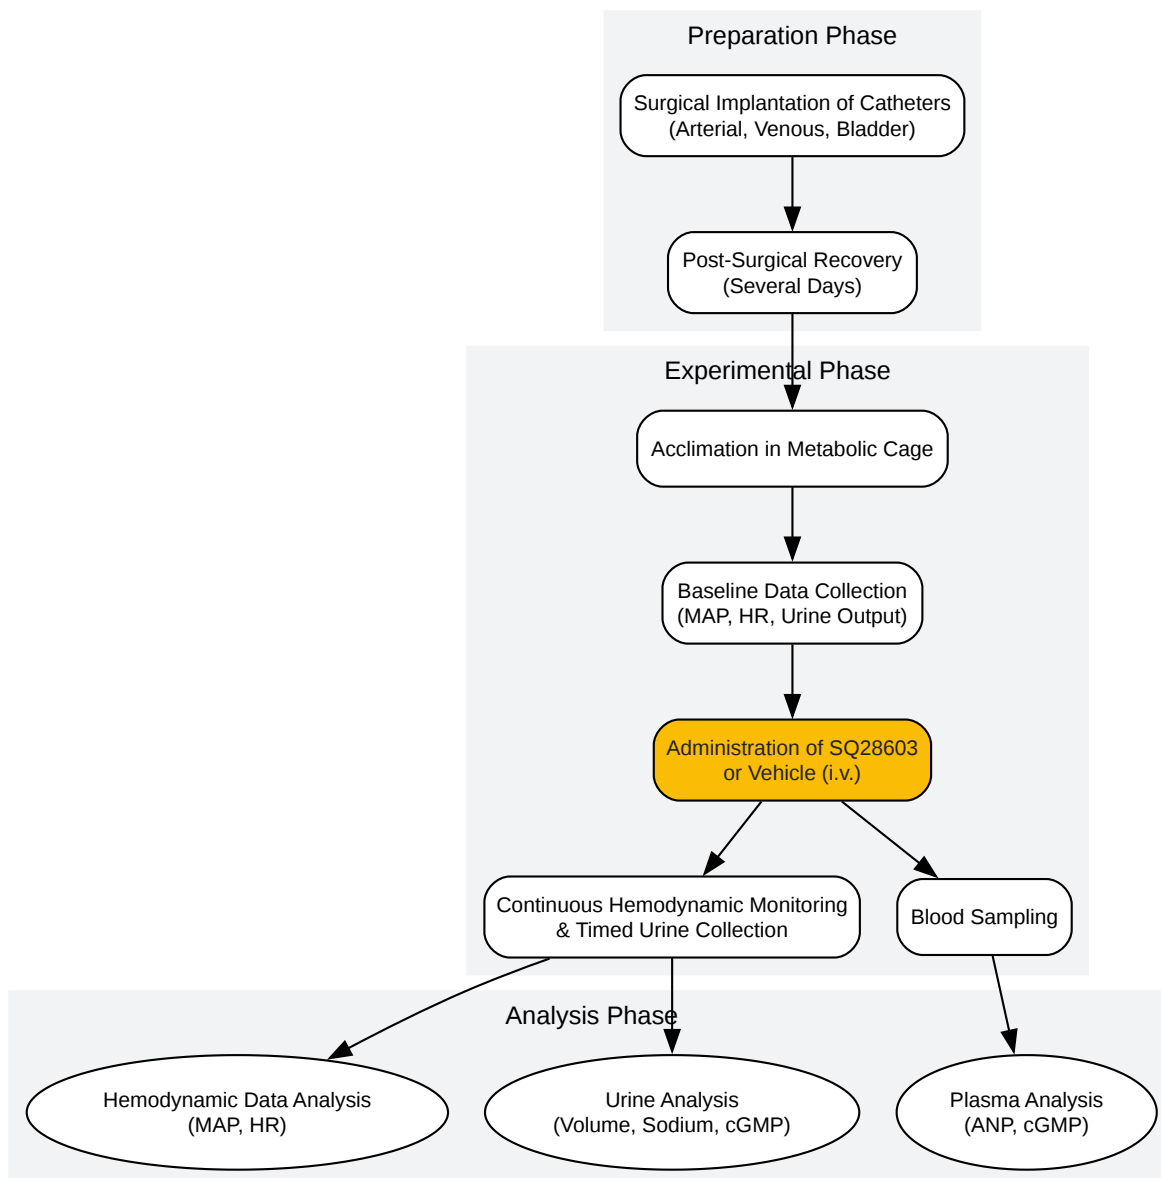 Preparation Phase
Surgical Implantation of Catheters
(Arterial, Venous, Bladder)
Post-Surgical Recovery
(Several Days)
Experimental Phase
Acclimation in Metabolic Cage
Baseline Data Collection
(MAP, HR, Urine Output)
Administration of SQ28603
or Vehicle (i.v.)
Continuous Hemodynamic Monitoring
& Timed Urine Collection
Blood Sampling
Analysis Phase
Hemodynamic Data Analysis
(MAP, HR)
Urine Analysis
(Volume, Sodium, cGMP)
Plasma Analysis
(ANP, cGMP)